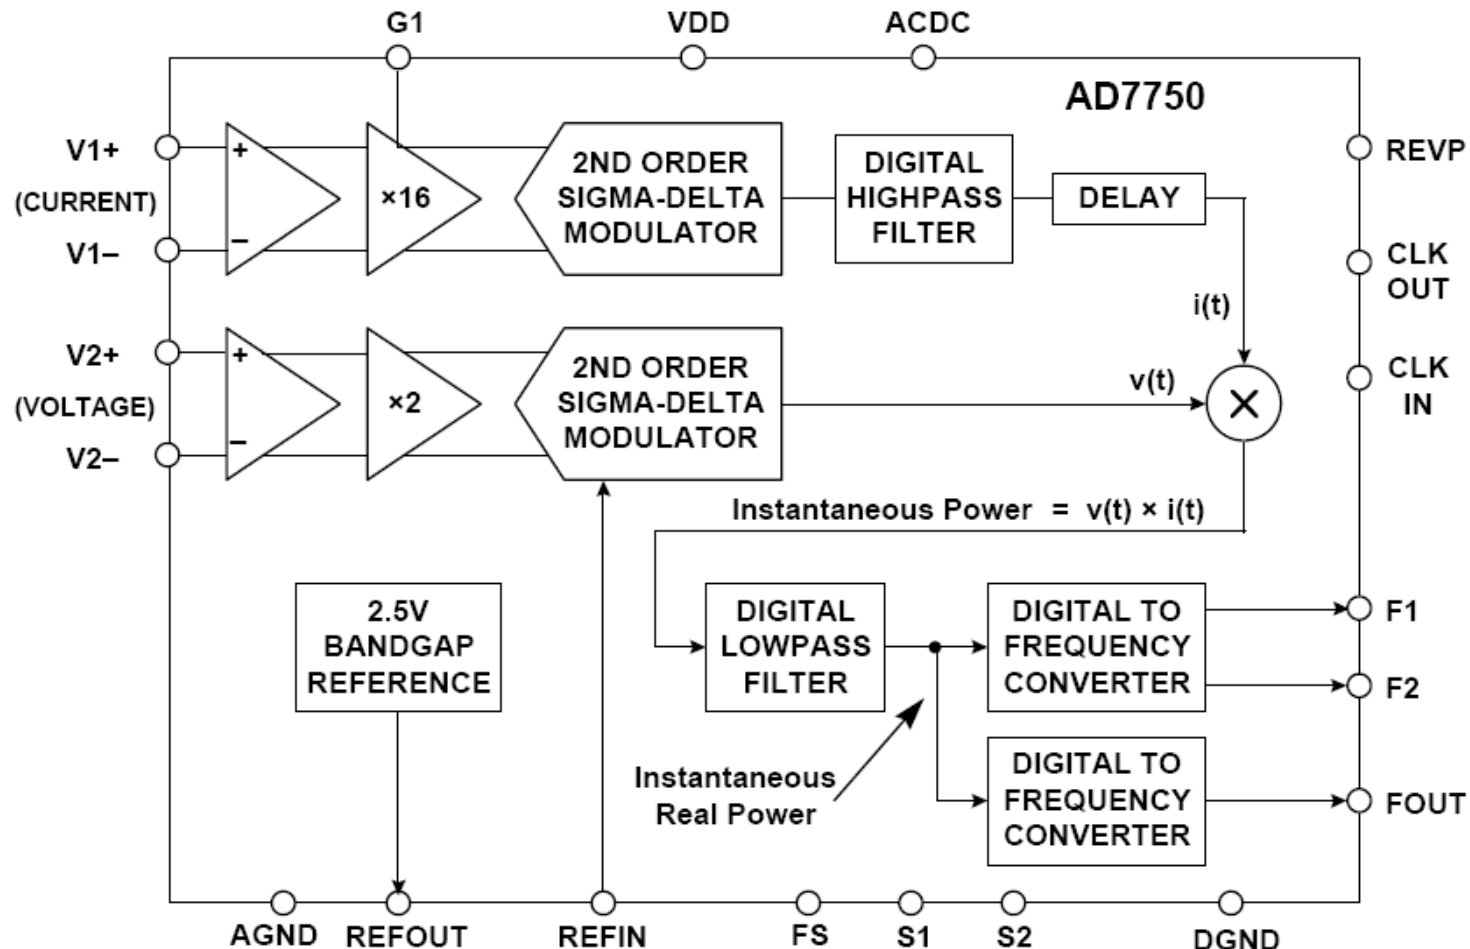 G1
VDD
ACDC
AD7750
V1+
(CURRENT)
V1–
+
–
×16
2ND ORDER
SIGMA-DELTA
MODULATOR
DIGITAL
HIGHPASS
FILTER
DELAY
REVP
CLK
OUT
i(t)
V2+
(VOLTAGE)
V2–
+
–
×2
2ND ORDER
SIGMA-DELTA
MODULATOR
v(t)
×
CLK
IN
Instantaneous Power = v(t) × i(t)
2.5V
BANDGAP
REFERENCE
DIGITAL
LOWPASS
FILTER
DIGITAL TO
FREQUENCY
CONVERTER
F1
F2
Instantaneous
Real Power
DIGITAL TO
FREQUENCY
CONVERTER
FOUT
AGND
REFOUT
REFIN
FS
S1
S2
DGND